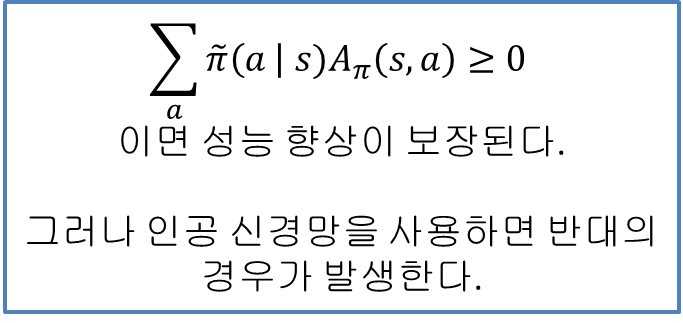 ∑ₐ π̃(a | s)A_π(s, a) ≥ 0
이면 성능 향상이 보장된다.
그러나 인공 신경망을 사용하면 반대의
경우가 발생한다.